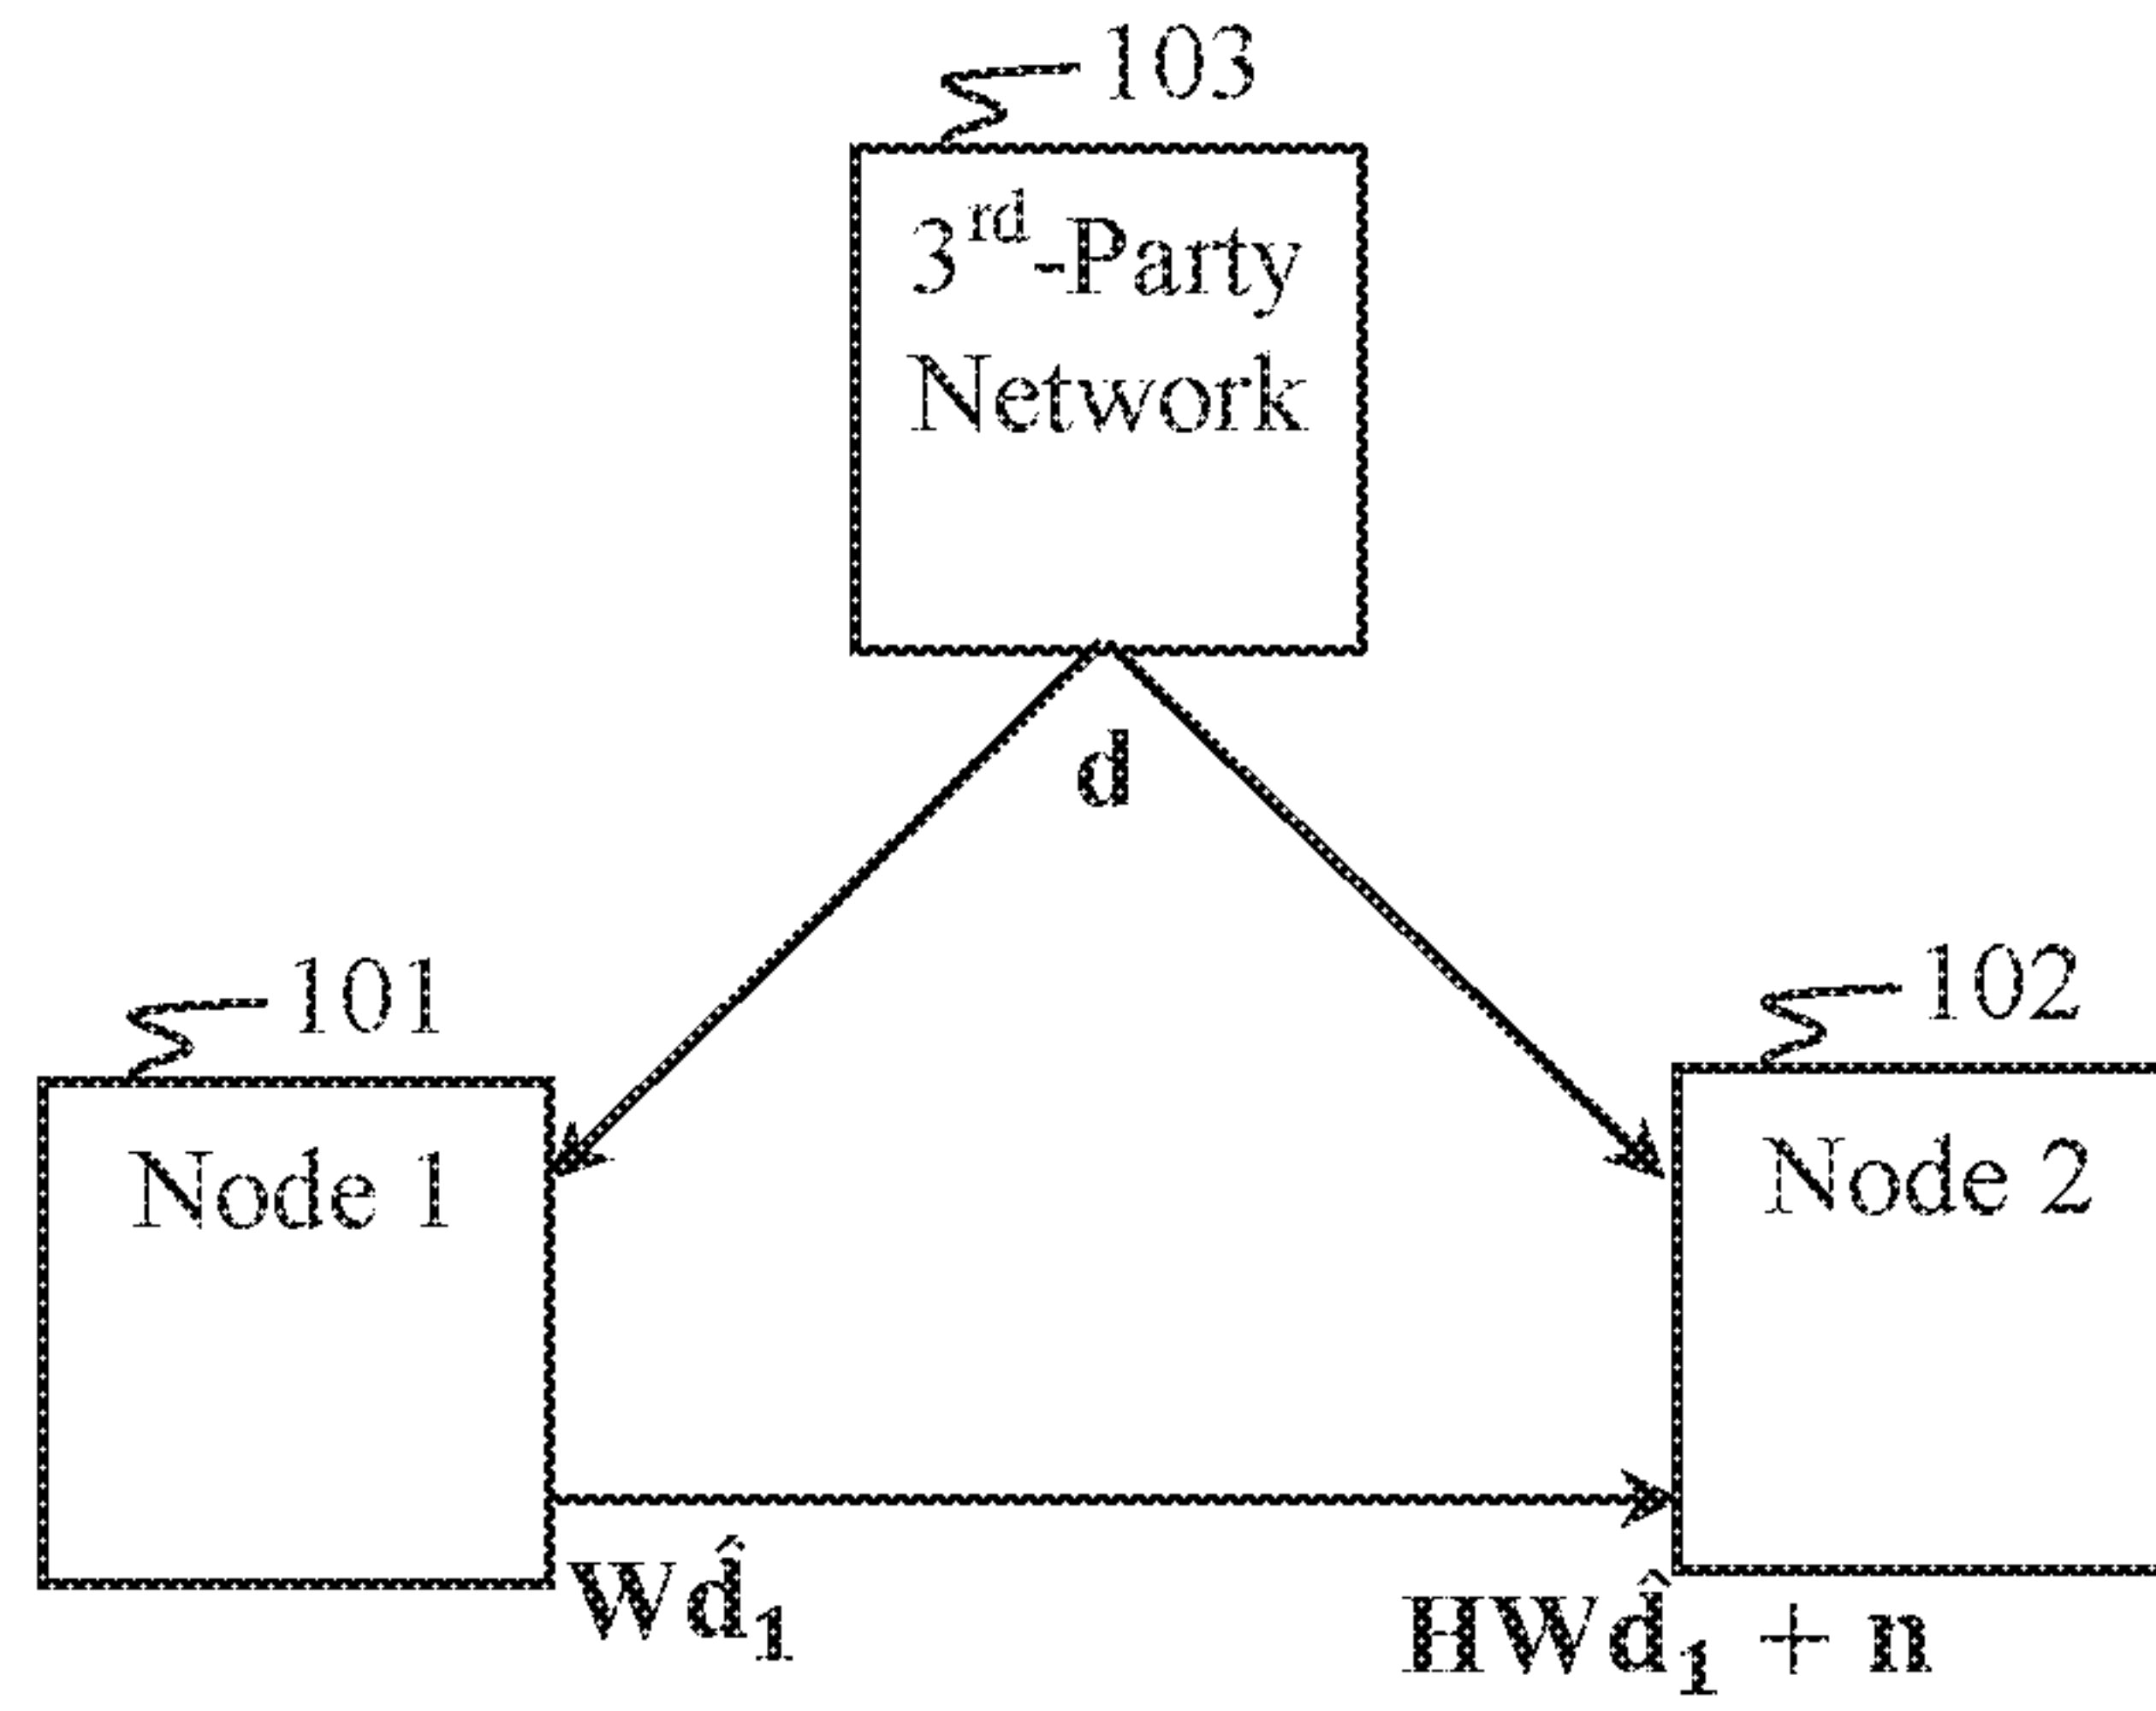 103
3rd-Party
Network
d
101
102
Node 1
Node 2
Wd̂1
HWd̂1 + n